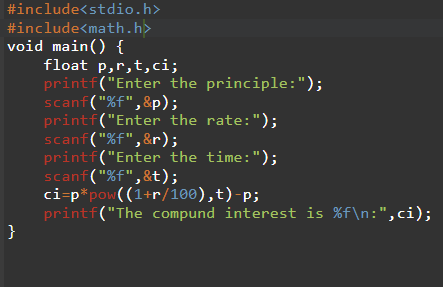 #include<stdio.h>
#include<math.h>
void main() {
    float p,r,t,ci;
    printf("Enter the principle:");
    scanf("%f",&p);
    printf("Enter the rate:");
    scanf("%f",&r);
    printf("Enter the time:");
    scanf("%f",&t);
    ci=p*pow((1+r/100),t)-p;
    printf("The compund interest is %f\n:",ci);
}